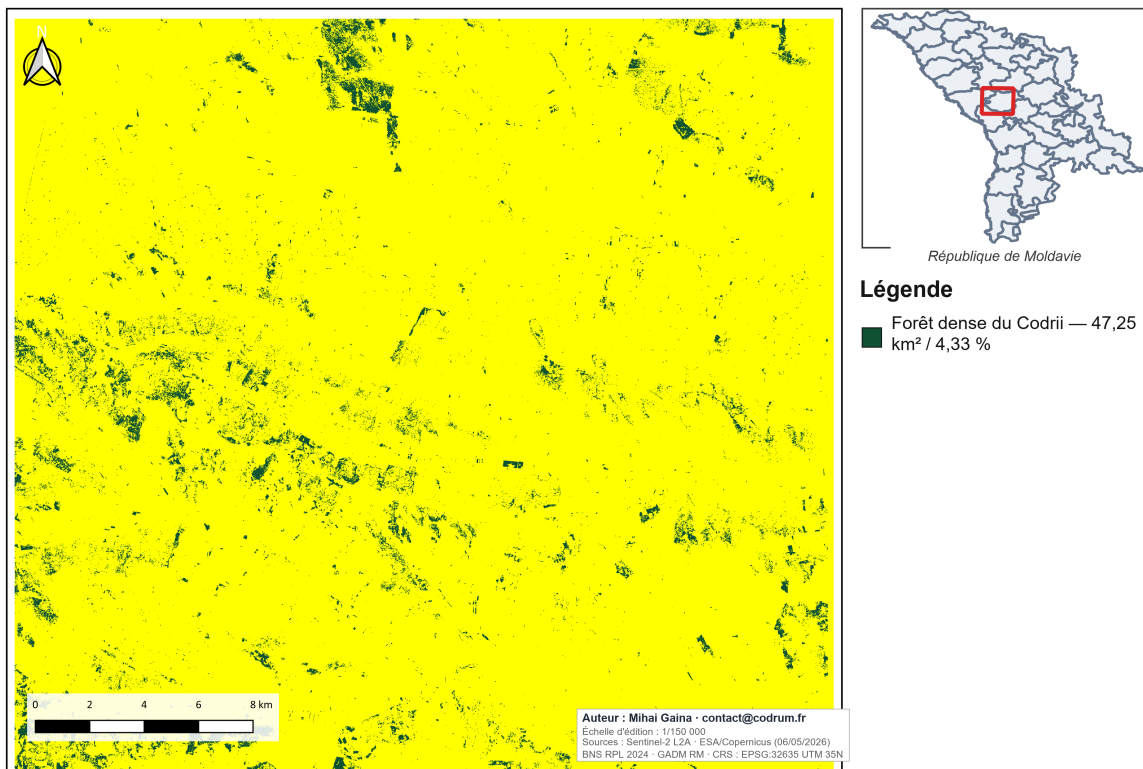 N
République de Moldavie
Légende
Forêt dense du Codrii — 47,25
km² / 4,33 %
0 2 4 6 8 km
Auteur : Mihai Gaina · contact@codrum.fr
Échelle d'édition : 1/150 000
Sources : Sentinel-2 L2A · ESA/Copernicus (06/05/2026)
BNS RPL 2024 · GADM RM · CRS : EPSG:32635 UTM 35N